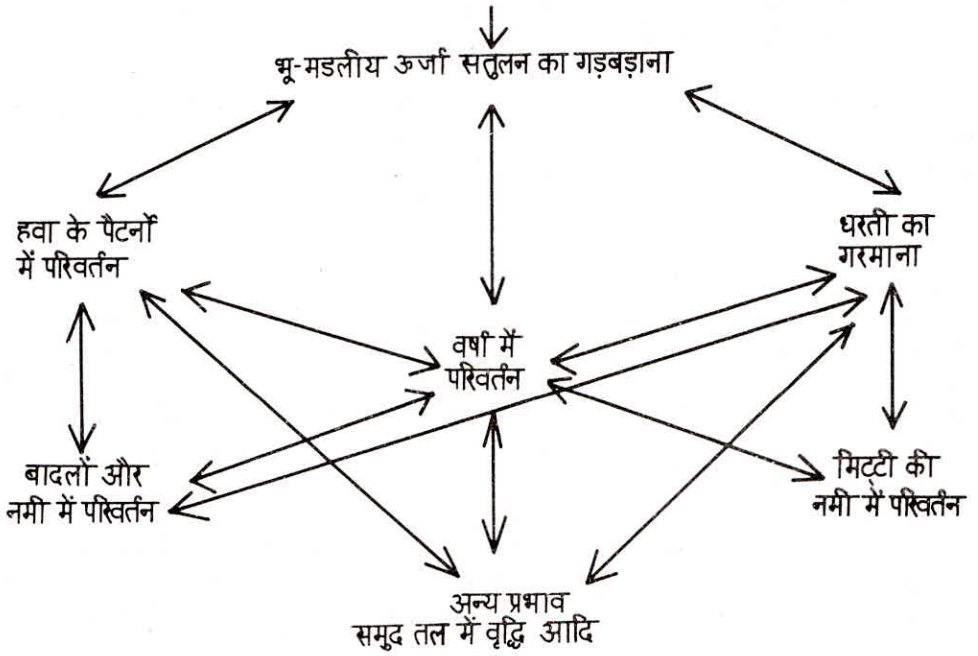 भू-मडलीय ऊर्जा सतुलन का गड़बड़ाना
हवा के पैटर्नो
में परिवर्तन
धरती का
गरमाना
वर्षा में
परिवर्तन
बादलों और
नमी में परिवर्तन
मिट्टी की
नमी में परिवर्तन
अन्य प्रभाव
समुद तल में वृद्धि आदि